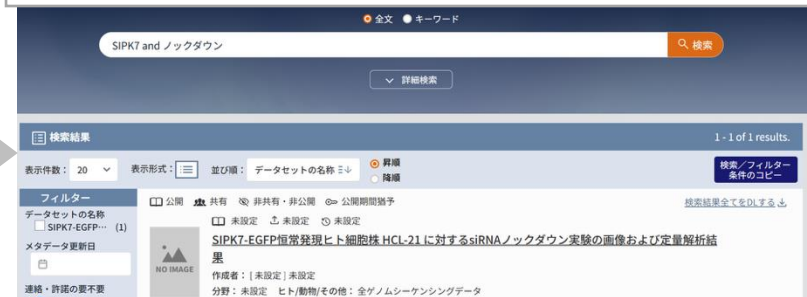 全文 キーワード
SIPK7 and ノックダウン
検索
詳細検索
検索結果
1 - 1 of 1 results.
表示件数： 20 表示形式： 並び順： データセットの名称 昇順
降順
検索／フィルター
条件のコピー
フィルター
データセットの名称
SIPK7-EGFP… (1)
メタデータ更新日
連絡・許諾の要不要
公開 共有 非共有・非公開 公開期間猶予
検索結果全てをDLする
未設定 未設定 未設定
NO IMAGE
SIPK7-EGFP恒常発現ヒト細胞株 HCL-21 に対するsiRNAノックダウン実験の画像および定量解析結
果
作成者： [ 未設定 ] 未設定
分野： 未設定 ヒト/動物/その他： 全ゲノムシーケンシングデータ